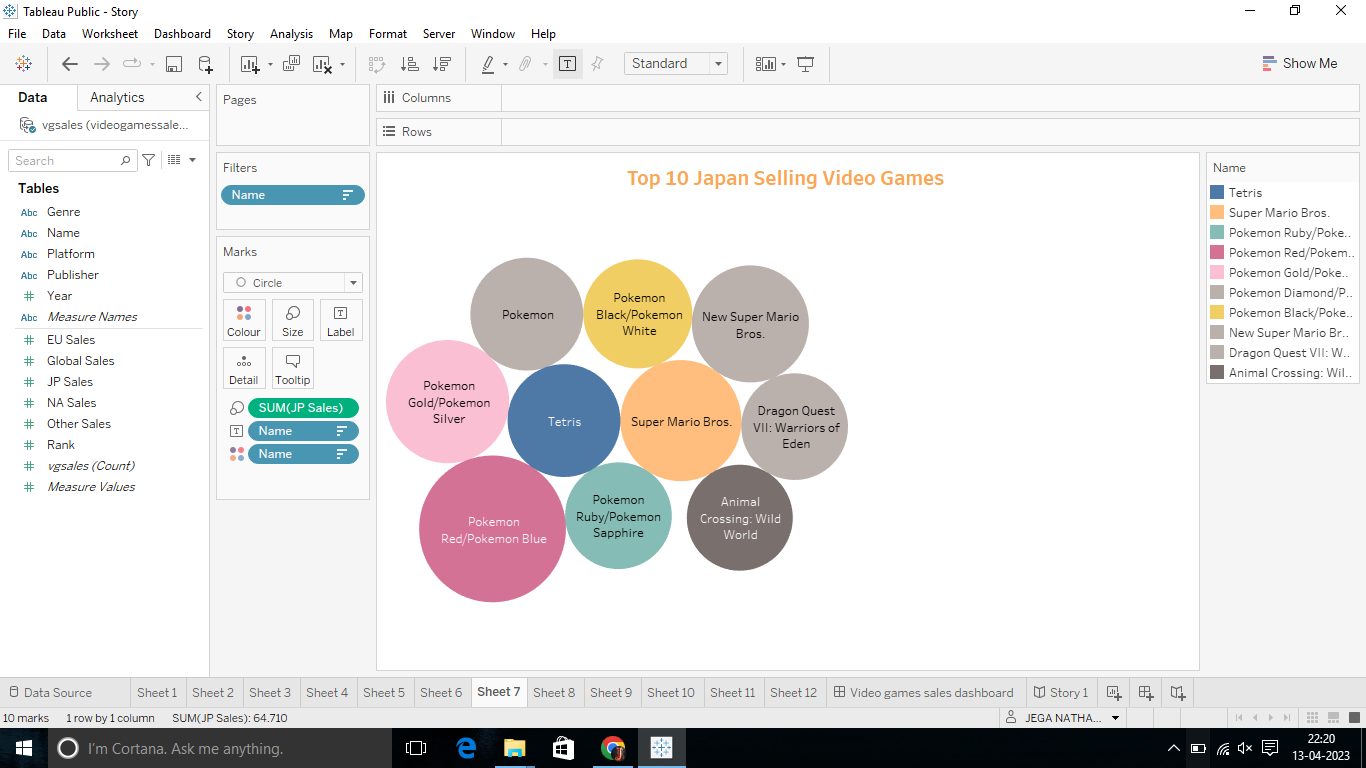 Tableau Public - Story
File Data Worksheet Dashboard Story Analysis Map Format Server Window Help
Standard
Show Me
Data Analytics
vgsales (videogamessale...
Search
Tables
Abc Genre
Abc Name
Abc Platform
Abc Publisher
# Year
Abc Measure Names
# EU Sales
# Global Sales
# JP Sales
# NA Sales
# Other Sales
# Rank
# vgsales (Count)
# Measure Values
Pages
Filters
Name
Marks
Circle
Colour Size Label
Detail Tooltip
SUM(JP Sales)
Name
Name
Columns
Rows
Top 10 Japan Selling Video Games
Pokemon
Pokemon
Black/Pokemon
White
New Super Mario
Bros.
Pokemon
Gold/Pokemon
Silver
Tetris
Super Mario Bros.
Dragon Quest
VII: Warriors of
Eden
Pokemon
Red/Pokemon Blue
Pokemon
Ruby/Pokemon
Sapphire
Animal
Crossing: Wild
World
Name
Tetris
Super Mario Bros.
Pokemon Ruby/Poke..
Pokemon Red/Pokem..
Pokemon Gold/Poke..
Pokemon Diamond/P..
Pokemon Black/Poke..
New Super Mario Br..
Dragon Quest VII: W..
Animal Crossing: Wil..
Data Source Sheet 1 Sheet 2 Sheet 3 Sheet 4 Sheet 5 Sheet 6 Sheet 7 Sheet 8 Sheet 9 Sheet 10 Sheet 11 Sheet 12 Video games sales dashboard Story 1
10 marks 1 row by 1 column SUM(JP Sales): 64.710 JEGA NATHA...
I'm Cortana. Ask me anything.
22:20
13-04-2023